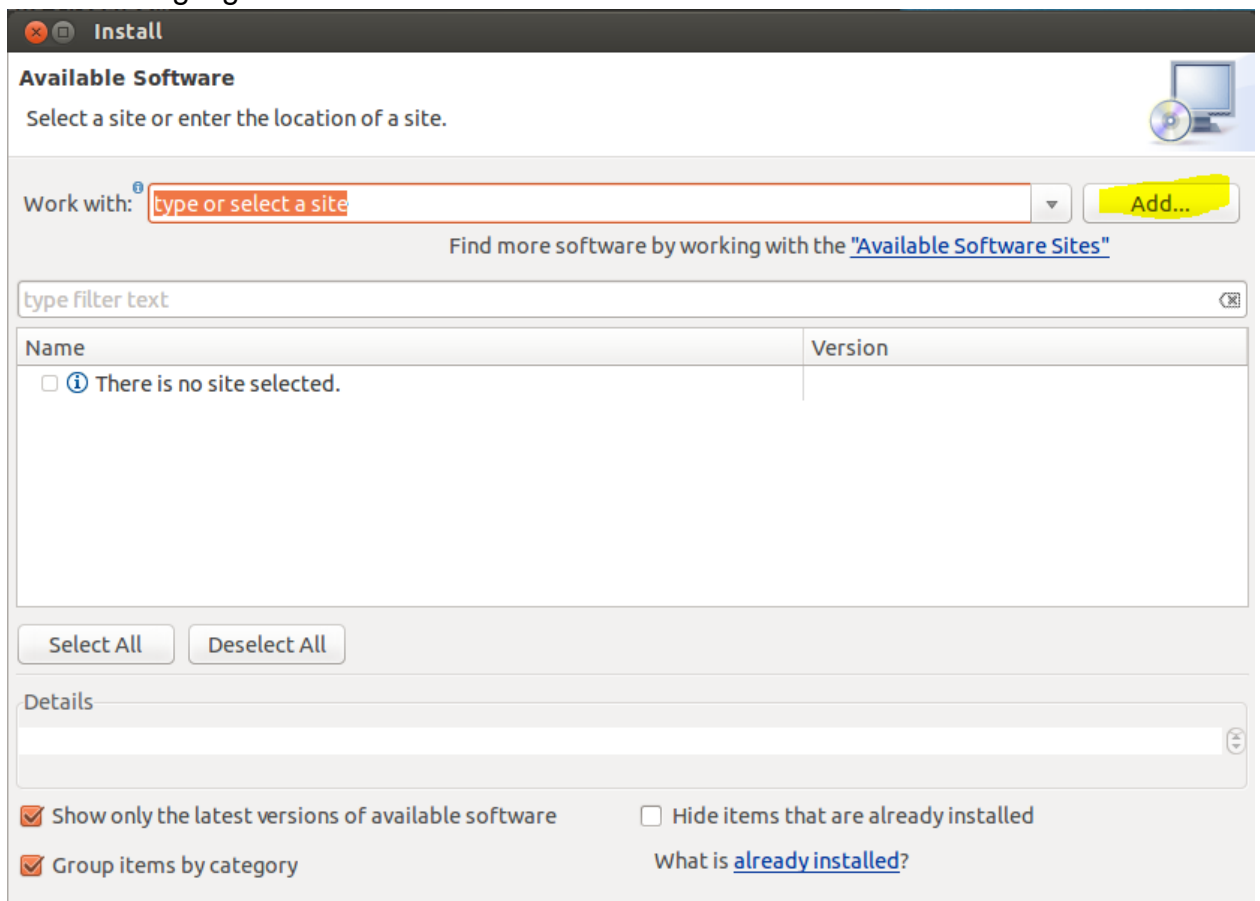 Install
Available Software
Select a site or enter the location of a site.
Work with: type or select a site Add...
Find more software by working with the "Available Software Sites"
type filter text
Name Version
There is no site selected.
Select All Deselect All
Details
Show only the latest versions of available software Hide items that are already installed
Group items by category What is already installed?